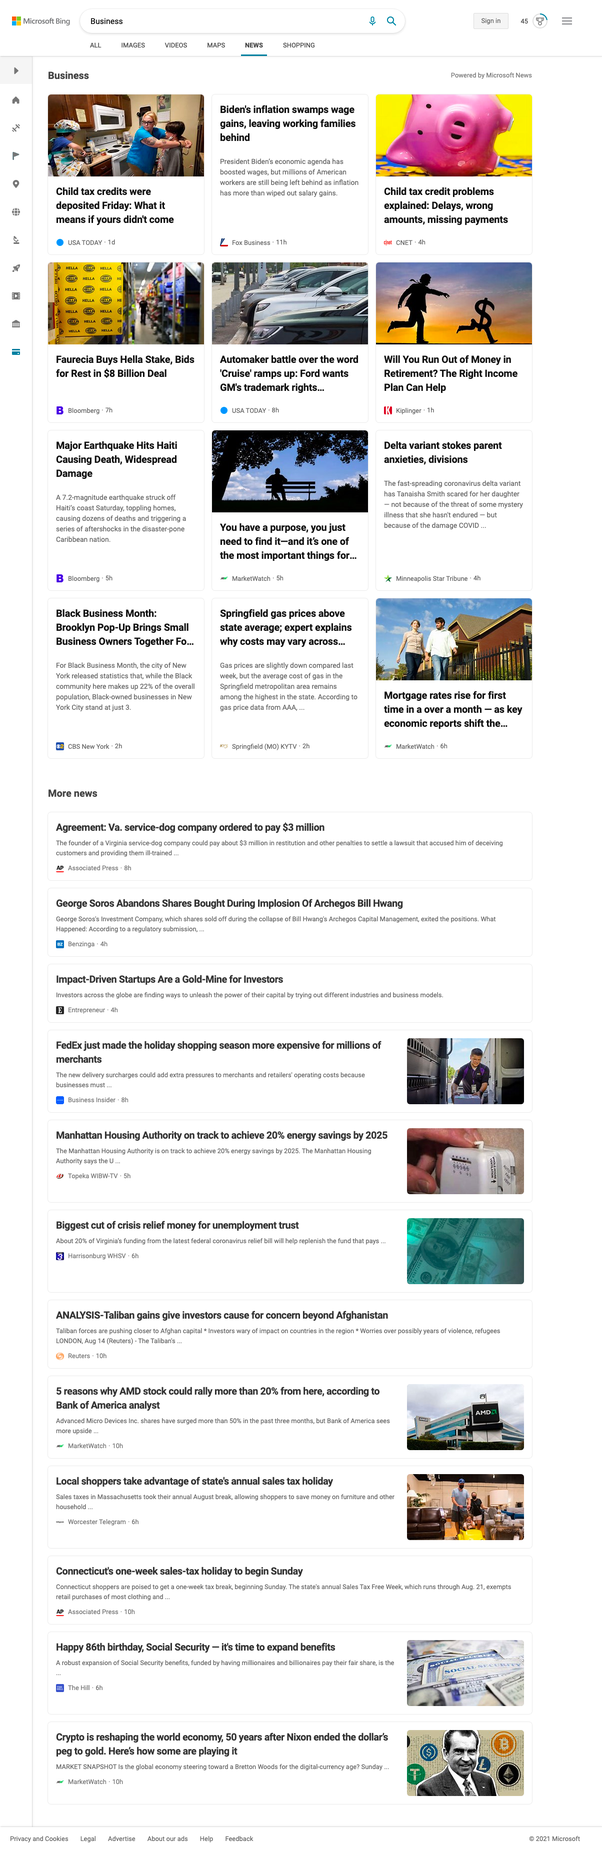 Microsoft Bing
Business
Sign in
45
ALL
IMAGES
VIDEOS
MAPS
NEWS
SHOPPING
Business
Powered by Microsoft News
Child tax credits were
deposited Friday: What it
means if yours didn't come
USA TODAY · 1d
Biden's inflation swamps wage
gains, leaving working families
behind
President Biden's economic agenda has
boosted wages, but millions of American
workers are still being left behind as inflation
has more than wiped out salary gains.
Fox Business · 11h
Child tax credit problems
explained: Delays, wrong
amounts, missing payments
CNET · 4h
Faurecia Buys Hella Stake, Bids
for Rest in $8 Billion Deal
Bloomberg · 7h
Automaker battle over the word
'Cruise' ramps up: Ford wants
GM's trademark rights...
USA TODAY · 8h
Will You Run Out of Money in
Retirement? The Right Income
Plan Can Help
Kiplinger · 1h
Major Earthquake Hits Haiti
Causing Death, Widespread
Damage
A 7.2-magnitude earthquake struck off
Haiti's coast Saturday, toppling homes,
causing dozens of deaths and triggering a
series of aftershocks in the disaster-prone
Caribbean nation.
Bloomberg · 5h
You have a purpose, you just
need to find it—and it's one of
the most important things for...
MarketWatch · 5h
Delta variant stokes parent
anxieties, divisions
The fast-spreading coronavirus delta variant
has Tanaisha Smith scared for her daughter
— not because of the threat of some mystery
illness that she hasn't endured — but
because of the damage COVID ...
Minneapolis Star Tribune · 4h
Black Business Month:
Brooklyn Pop-Up Brings Small
Business Owners Together Fo...
For Black Business Month, the city of New
York released statistics that, while the Black
community here makes up 22% of the overall
population, Black-owned businesses in New
York City stand at just 3.
CBS New York · 2h
Springfield gas prices above
state average; expert explains
why costs may vary across...
Gas prices are slightly down compared last
week, but the average cost of gas in the
Springfield metropolitan area remains
among the highest in the state. According to
gas price data from AAA, ...
Springfield (MO) KYTV · 2h
Mortgage rates rise for first
time in a over a month — as key
economic reports shift the...
MarketWatch · 6h
More news
Agreement: Va. service-dog company ordered to pay $3 million
The founder of a Virginia service-dog company could pay about $3 million in restitution and other penalties to settle a lawsuit that accused him of deceiving
customers and providing them ill-trained ...
Associated Press · 8h
George Soros Abandons Shares Bought During Implosion Of Archegos Bill Hwang
George Soros's Investment Company, which shares sold off during the collapse of Bill Hwang's Archegos Capital Management, exited the positions. What
Happened: According to a regulatory submission, ...
Benzinga · 4h
Impact-Driven Startups Are a Gold-Mine for Investors
Investors across the globe are finding ways to unleash the power of their capital by trying out different industries and business models.
Entrepreneur · 4h
FedEx just made the holiday shopping season more expensive for millions of
merchants
The new delivery surcharges could add extra pressures to merchants and retailers' operating costs because
businesses must ...
Business Insider · 8h
Manhattan Housing Authority on track to achieve 20% energy savings by 2025
The Manhattan Housing Authority is on track to achieve 20% energy savings by 2025. The Manhattan Housing
Authority says the U ...
Topeka WIBW-TV · 5h
Biggest cut of crisis relief money for unemployment trust
About 20% of Virginia's funding from the latest federal coronavirus relief bill will help replenish the fund that pays ...
Harrisonburg WHSV · 6h
ANALYSIS-Taliban gains give investors cause for concern beyond Afghanistan
Taliban forces are pushing closer to Afghan capital * Investors wary of impact on countries in the region * Worries over possibly years of violence, refugees
LONDON, Aug 14 (Reuters) - The Taliban's ...
Reuters · 10h
5 reasons why AMD stock could rally more than 20% from here, according to
Bank of America analyst
Advanced Micro Devices Inc. shares have surged more than 50% in the past three months, but Bank of America sees
more upside ...
MarketWatch · 10h
AMD
Local shoppers take advantage of state's annual sales tax holiday
Sales taxes in Massachusetts took their annual August break, allowing shoppers to save money on furniture and other
household ...
Worcester Telegram · 6h
Connecticut's one-week sales-tax holiday to begin Sunday
Connecticut shoppers are poised to get a one-week tax break, beginning Sunday. The state's annual Sales Tax Free Week, which runs through Aug. 21, exempts
retail purchases of most clothing and ...
Associated Press · 10h
Happy 86th birthday, Social Security — it's time to expand benefits
A robust expansion of Social Security benefits, funded by having millionaires and billionaires pay their fair share, is the
...
The Hill · 6h
SOCIAL SECURITY
Crypto is reshaping the world economy, 50 years after Nixon ended the dollar's
peg to gold. Here's how some are playing it
MARKET SNAPSHOT Is the global economy steering toward a Bretton Woods for the digital-currency age? Sunday ...
MarketWatch · 10h
Privacy and Cookies
Legal
Advertise
About our ads
Help
Feedback
© 2021 Microsoft